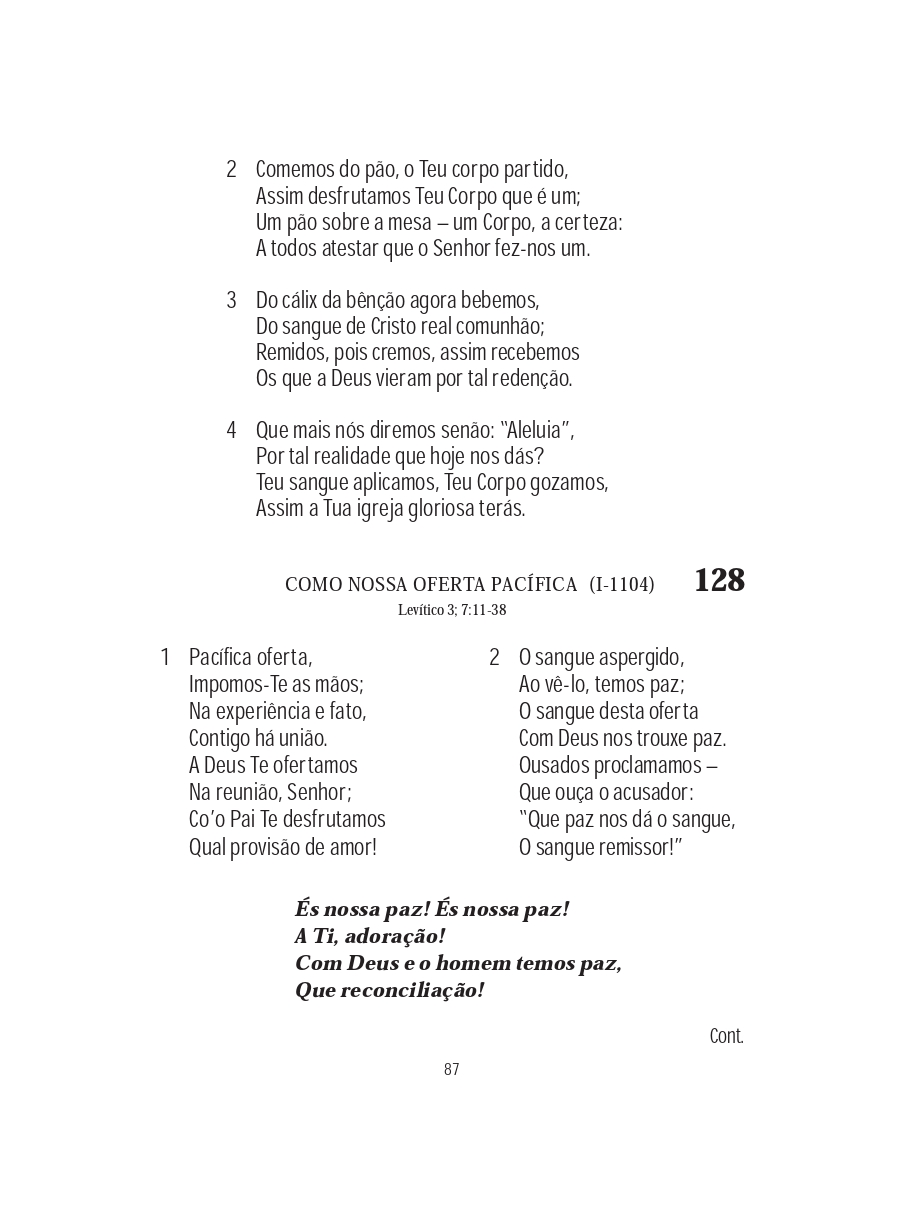 2 Comemos do pão, o Teu corpo partido,
Assim desfrutamos Teu Corpo que é um;
Um pão sobre a mesa – um Corpo, a certeza:
A todos atestar que o Senhor fez-nos um.
3 Do cálix da bênção agora bebemos,
Do sangue de Cristo real comunhão;
Remidos, pois cremos, assim recebemos
Os que a Deus vieram por tal redenção.
4 Que mais nós diremos senão: “Aleluia”,
Por tal realidade que hoje nos dás?
Teu sangue aplicamos, Teu Corpo gozamos,
Assim a Tua igreja gloriosa terás.
COMO NOSSA OFERTA PACÍFICA (I-1104) 128
Levítico 3; 7:11-38
1 Pacífica oferta,
Impomos-Te as mãos;
Na experiência e fato,
Contigo há união.
A Deus Te ofertamos
Na reunião, Senhor;
Co’o Pai Te desfrutamos
Qual provisão de amor!
2 O sangue aspergido,
Ao vê-lo, temos paz;
O sangue desta oferta
Com Deus nos trouxe paz.
Ousados proclamamos –
Que ouça o acusador:
“Que paz nos dá o sangue,
O sangue remissor!”
És nossa paz! És nossa paz!
A Ti, adoração!
Com Deus e o homem temos paz,
Que reconciliação!
Cont.
87